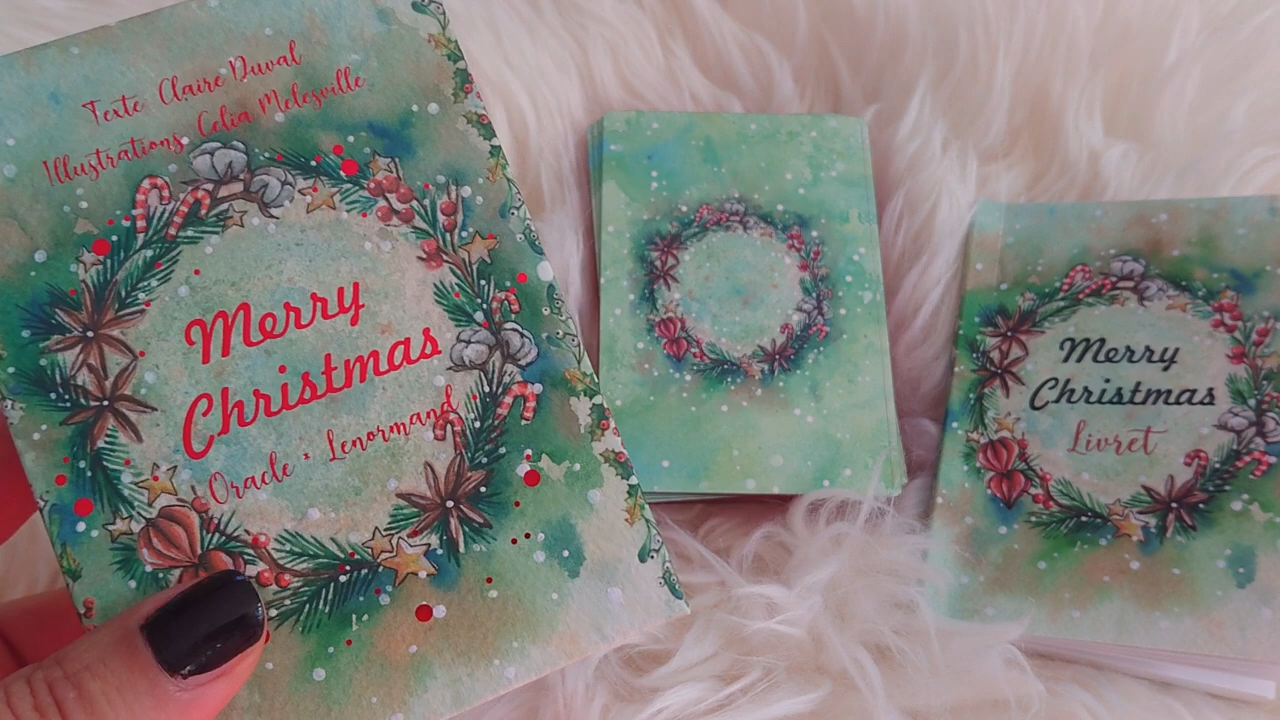 Texte Claire Duval
Illustrations Celia Melesville
Merry
Christmas
Oracle * Lenormand
Merry
Christmas
Livret